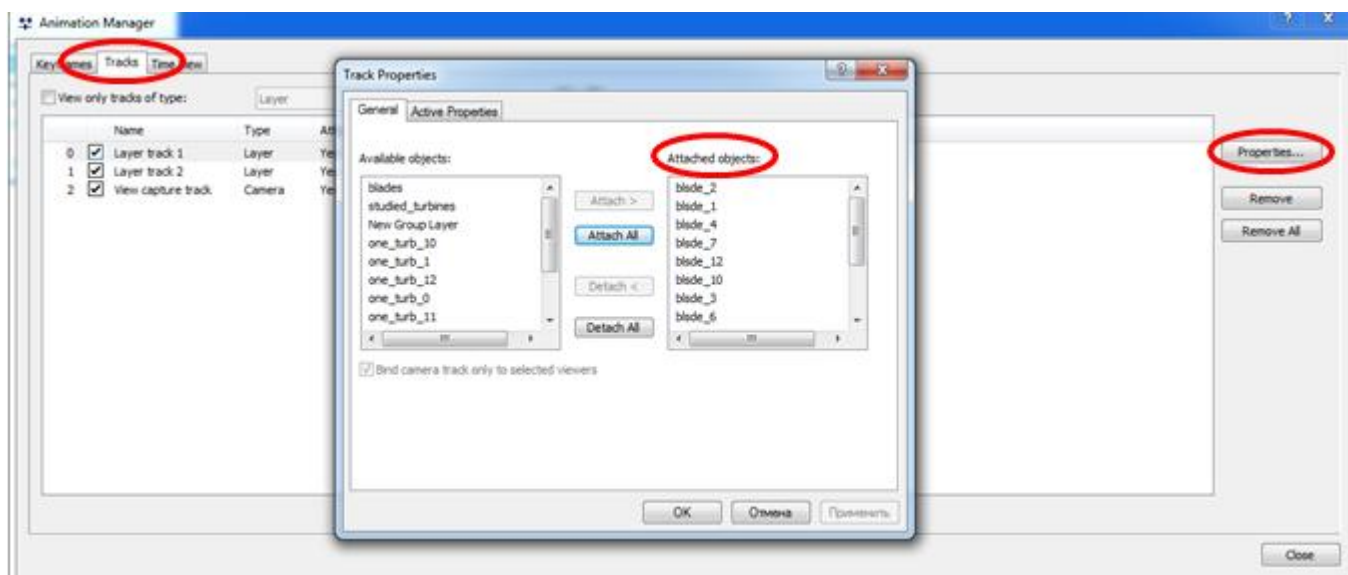 Animation Manager
Keyframes Tracks Time View
View only tracks of type: Layer
Name Type
0 Layer track 1 Layer Ye
1 Layer track 2 Layer Ye
2 View capture track Camera Ye
Properties...
Remove
Remove All
Close
Track Properties
General Active Properties
Available objects:
blades
studied_turbines
New Group Layer
one_turb_10
one_turb_1
one_turb_12
one_turb_0
one_turb_11
Attach >
Attach All
Detach <
Detach All
Attached objects:
blsde_2
blsde_1
blsde_4
blsde_7
blsde_12
blsde_10
blsde_3
blsde_6
Bind camera track only to selected viewers
OK Отмена Применить